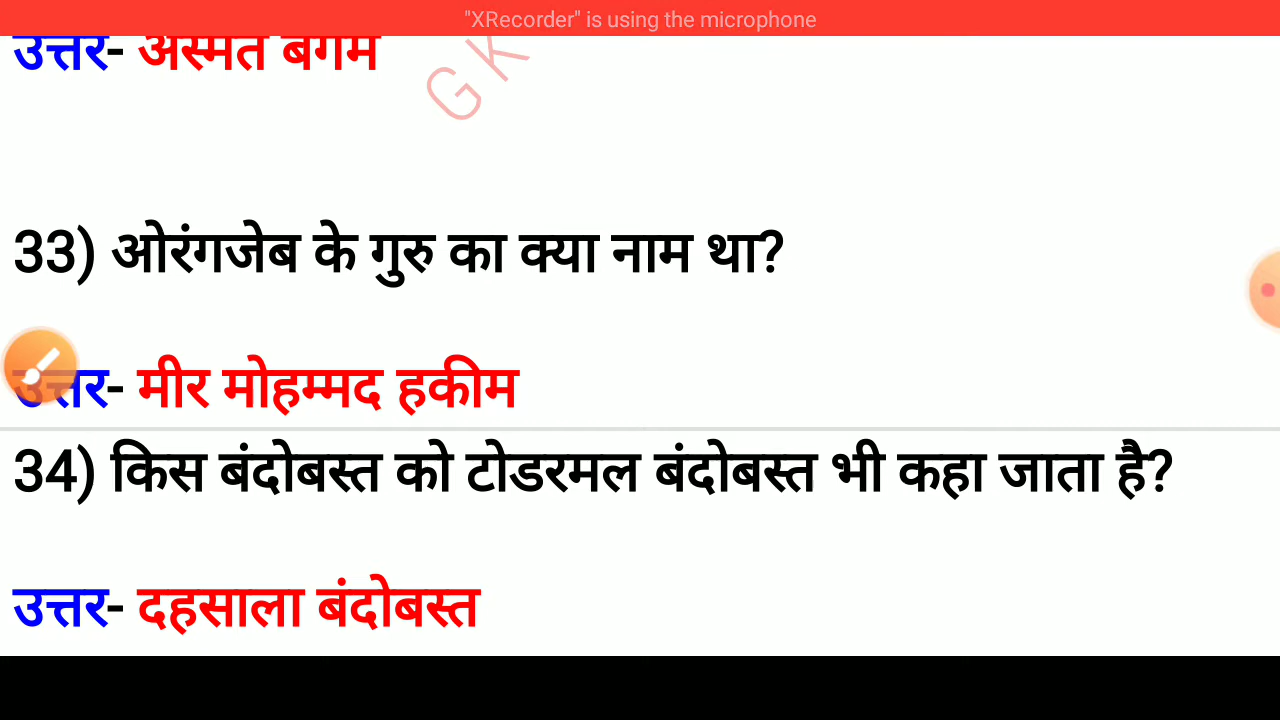 "XRecorder" is using the microphone
उत्तर- अस्मत बेगम
G K
33) ओरंगजेब के गुरु का क्या नाम था?
उत्तर- मीर मोहम्मद हकीम
34) किस बंदोबस्त को टोडरमल बंदोबस्त भी कहा जाता है?
उत्तर- दहसाला बंदोबस्त